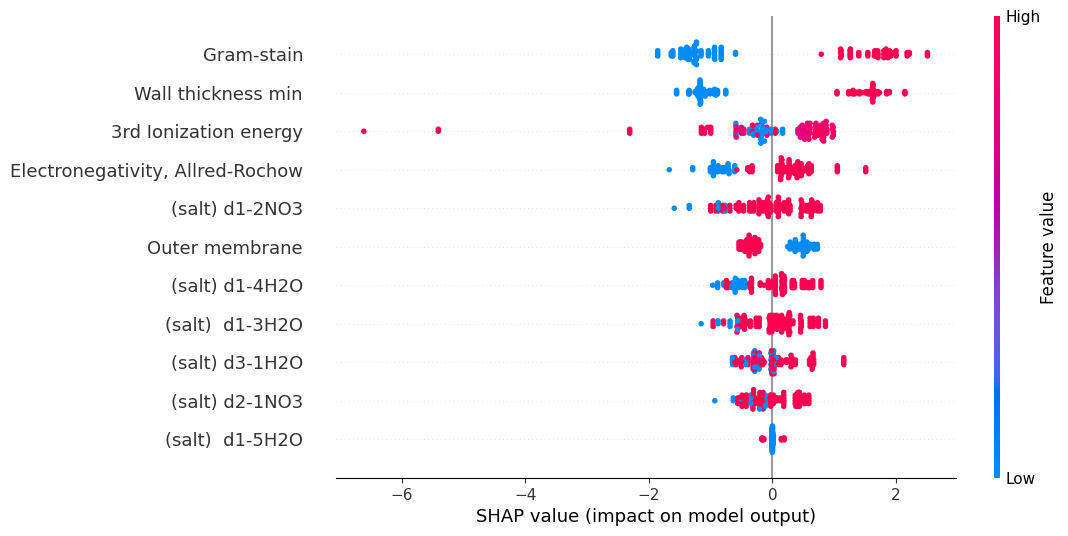 High
Gram-stain
Wall thickness min
3rd Ionization energy
Electronegativity, Allred-Rochow
(salt) d1-2NO3
Outer membrane
(salt) d1-4H2O
(salt)  d1-3H2O
(salt) d3-1H2O
(salt) d2-1NO3
(salt)  d1-5H2O
Feature value
Low
−6 −4 −2 0 2
SHAP value (impact on model output)